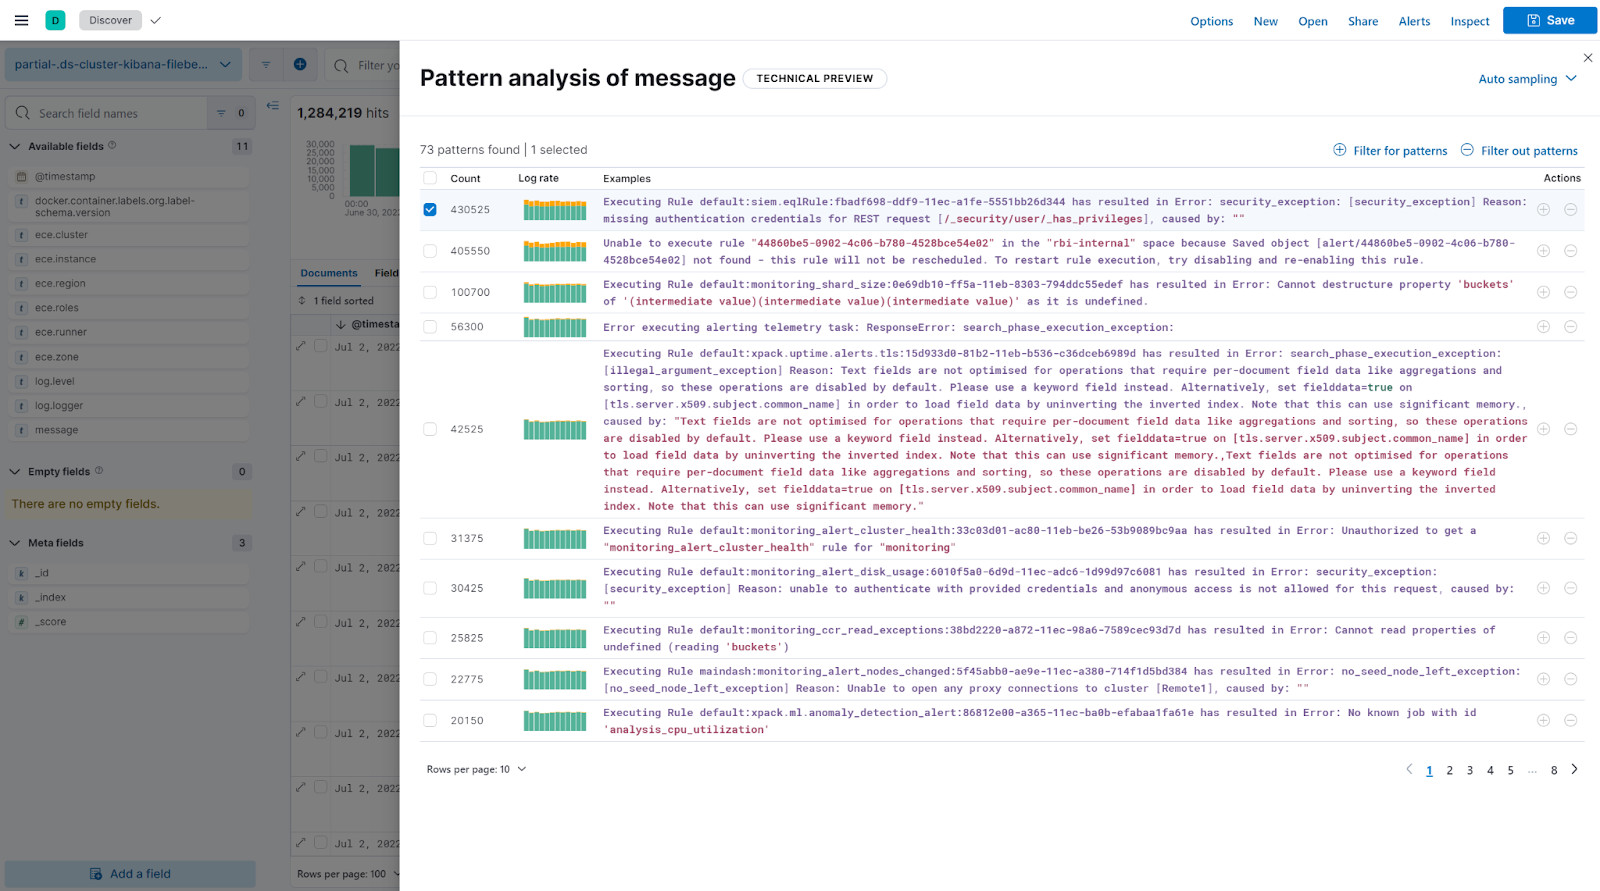 D
Discover
Options
New
Open
Share
Alerts
Inspect
Save
partial-.ds-cluster-kibana-filebe...
Filter yo
Search field names
0
Available fields
11
@timestamp
t docker.container.labels.org.label-
schema.version
t ece.cluster
t ece.instance
t ece.region
t ece.roles
t ece.runner
t ece.zone
t log.level
t log.logger
t message
Empty fields
0
There are no empty fields.
Meta fields
3
k _id
k _index
# _score
Add a field
1,284,219 hits
30,000
25,000
20,000
15,000
10,000
5,000
0
00:00
June 30, 2022
Documents
Field
1 field sorted
@timesta
Jul 2, 2022
Jul 2, 2022
Jul 2, 2022
Jul 2, 2022
Jul 2, 2022
Jul 2, 2022
Jul 2, 2022
Jul 2, 2022
Jul 2, 2022
Jul 2, 2022
Rows per page: 100
Pattern analysis of message
TECHNICAL PREVIEW
Auto sampling
73 patterns found | 1 selected
Filter for patterns
Filter out patterns
Count
Log rate
Examples
Actions
430525
Executing Rule default:siem.eqlRule:fbadf698-ddf9-11ec-a1fe-5551bb26d344 has resulted in Error: security_exception: [security_exception] Reason:
missing authentication credentials for REST request [/_security/user/_has_privileges], caused by: ""
405550
Unable to execute rule "44860be5-0902-4c06-b780-4528bce54e02" in the "rbi-internal" space because Saved object [alert/44860be5-0902-4c06-b780-
4528bce54e02] not found - this rule will not be rescheduled. To restart rule execution, try disabling and re-enabling this rule.
100700
Executing Rule default:monitoring_shard_size:0e69db10-ff5a-11eb-8303-794ddc55edef has resulted in Error: Cannot destructure property 'buckets'
of '(intermediate value)(intermediate value)(intermediate value)' as it is undefined.
56300
Error executing alerting telemetry task: ResponseError: search_phase_execution_exception:
42525
Executing Rule default:xpack.uptime.alerts.tls:15d933d0-81b2-11eb-b536-c36dceb6989d has resulted in Error: search_phase_execution_exception:
[illegal_argument_exception] Reason: Text fields are not optimised for operations that require per-document field data like aggregations and
sorting, so these operations are disabled by default. Please use a keyword field instead. Alternatively, set fielddata=true on
[tls.server.x509.subject.common_name] in order to load field data by uninverting the inverted index. Note that this can use significant memory.,
caused by: "Text fields are not optimised for operations that require per-document field data like aggregations and sorting, so these operations
are disabled by default. Please use a keyword field instead. Alternatively, set fielddata=true on [tls.server.x509.subject.common_name] in order
to load field data by uninverting the inverted index. Note that this can use significant memory.,Text fields are not optimised for operations
that require per-document field data like aggregations and sorting, so these operations are disabled by default. Please use a keyword field
instead. Alternatively, set fielddata=true on [tls.server.x509.subject.common_name] in order to load field data by uninverting the inverted
index. Note that this can use significant memory."
31375
Executing Rule default:monitoring_alert_cluster_health:33c03d01-ac80-11eb-be26-53b9089bc9aa has resulted in Error: Unauthorized to get a
"monitoring_alert_cluster_health" rule for "monitoring"
30425
Executing Rule default:monitoring_alert_disk_usage:6010f5a0-6d9d-11ec-adc6-1d99d97c6081 has resulted in Error: security_exception:
[security_exception] Reason: unable to authenticate with provided credentials and anonymous access is not allowed for this request, caused by:
""
25825
Executing Rule default:monitoring_ccr_read_exceptions:38bd2220-a872-11ec-98a6-7589cec93d7d has resulted in Error: Cannot read properties of
undefined (reading 'buckets')
22775
Executing Rule maindash:monitoring_alert_nodes_changed:5f45abb0-ae9e-11ec-a380-714f1d5bd384 has resulted in Error: no_seed_node_left_exception:
[no_seed_node_left_exception] Reason: Unable to open any proxy connections to cluster [Remote1], caused by: ""
20150
Executing Rule default:xpack.ml.anomaly_detection_alert:86812e00-a365-11ec-ba0b-efabaa1fa61e has resulted in Error: No known job with id
'analysis_cpu_utilization'
Rows per page: 10
1 2 3 4 5 ... 8